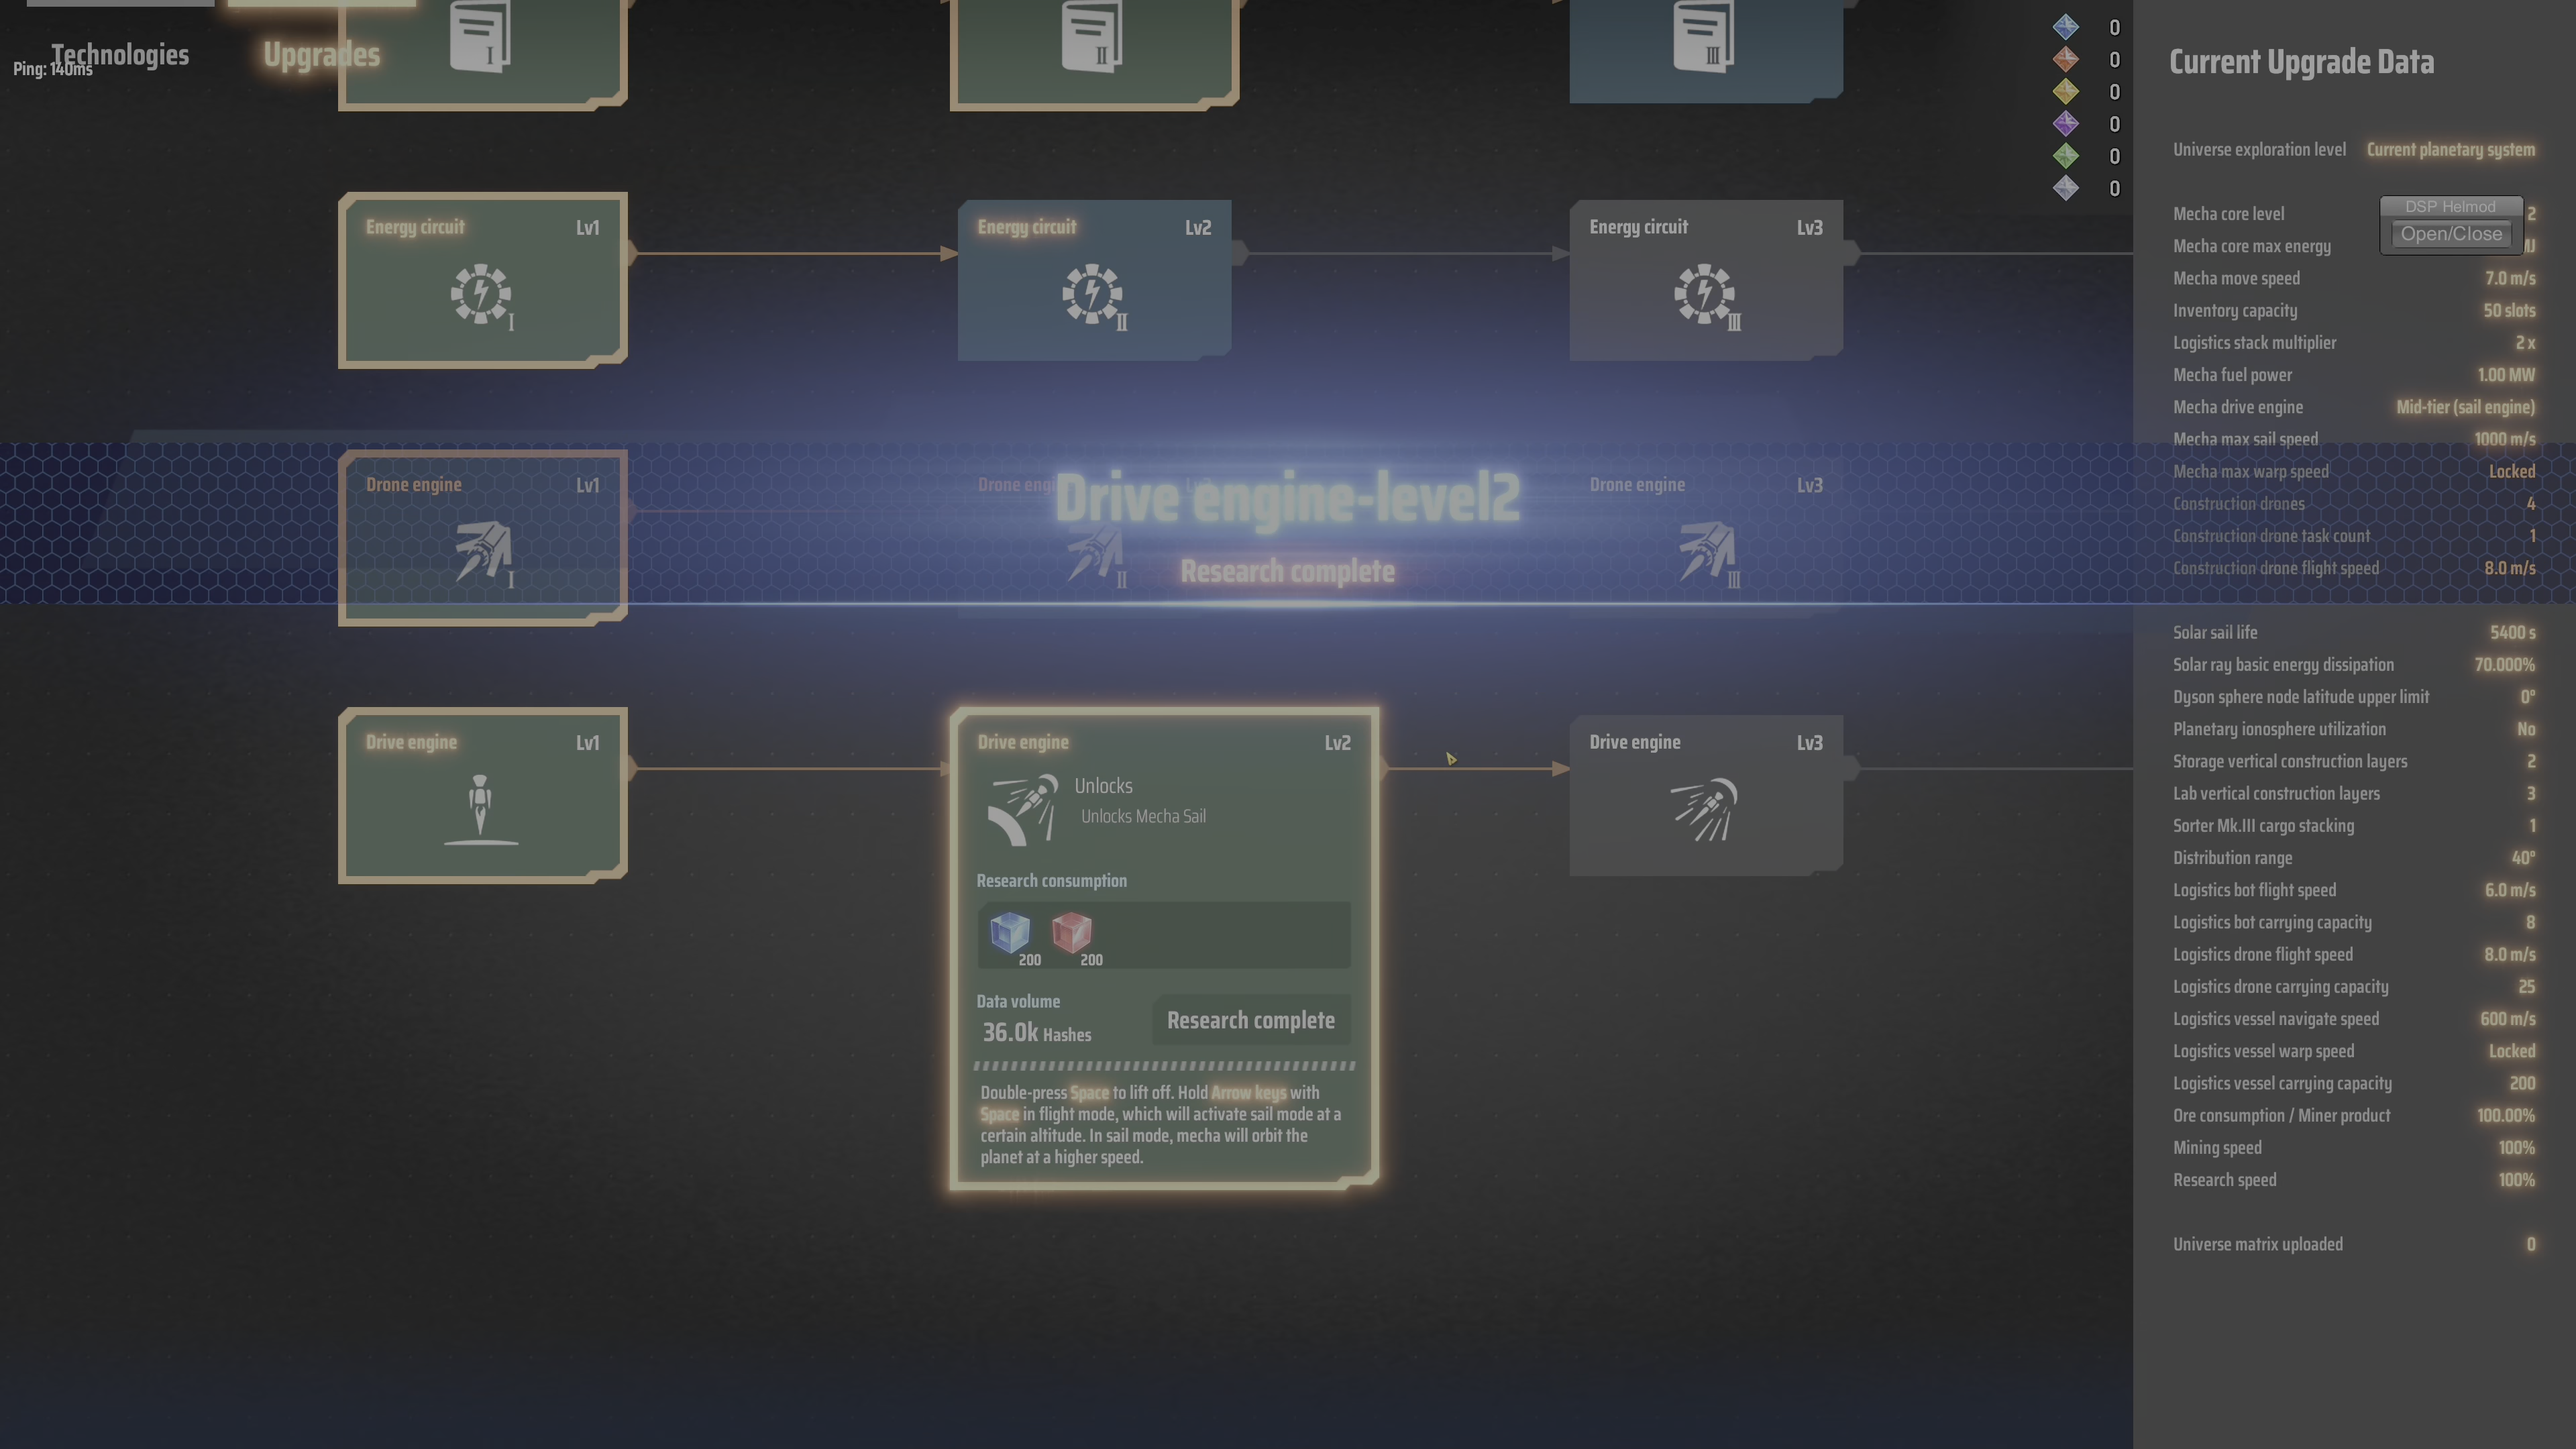 Technologies
Upgrades
Ping: 140ms
I
II
III
0
0
0
0
0
0
Energy circuit Lv1
I
Energy circuit Lv2
II
Energy circuit Lv3
III
Drone engine Lv1
I
Drone engi
II
Drone engine Lv3
III
Drive engine-level2
Research complete
Drive engine Lv1
Drive engine Lv2
Unlocks
Unlocks Mecha Sail
Research consumption
200 200
Data volume
36.0k Hashes
Research complete
Double-press Space to lift off. Hold Arrow keys with
Space in flight mode, which will activate sail mode at a
certain altitude. In sail mode, mecha will orbit the
planet at a higher speed.
Drive engine Lv3
Current Upgrade Data
Universe exploration level Current planetary system
DSP Helmod
Open/Close
Mecha core level 2
Mecha core max energy
Mecha move speed 7.0 m/s
Inventory capacity 50 slots
Logistics stack multiplier 2 x
Mecha fuel power 1.00 MW
Mecha drive engine Mid-tier (sail engine)
Mecha max sail speed 1000 m/s
Mecha max warp speed Locked
Construction drones 4
Construction drone task count 1
Construction drone flight speed 8.0 m/s
Solar sail life 5400 s
Solar ray basic energy dissipation 70.000%
Dyson sphere node latitude upper limit 0°
Planetary ionosphere utilization No
Storage vertical construction layers 2
Lab vertical construction layers 3
Sorter Mk.III cargo stacking 1
Distribution range 40°
Logistics bot flight speed 6.0 m/s
Logistics bot carrying capacity 8
Logistics drone flight speed 8.0 m/s
Logistics drone carrying capacity 25
Logistics vessel navigate speed 600 m/s
Logistics vessel warp speed Locked
Logistics vessel carrying capacity 200
Ore consumption / Miner product 100.00%
Mining speed 100%
Research speed 100%
Universe matrix uploaded 0